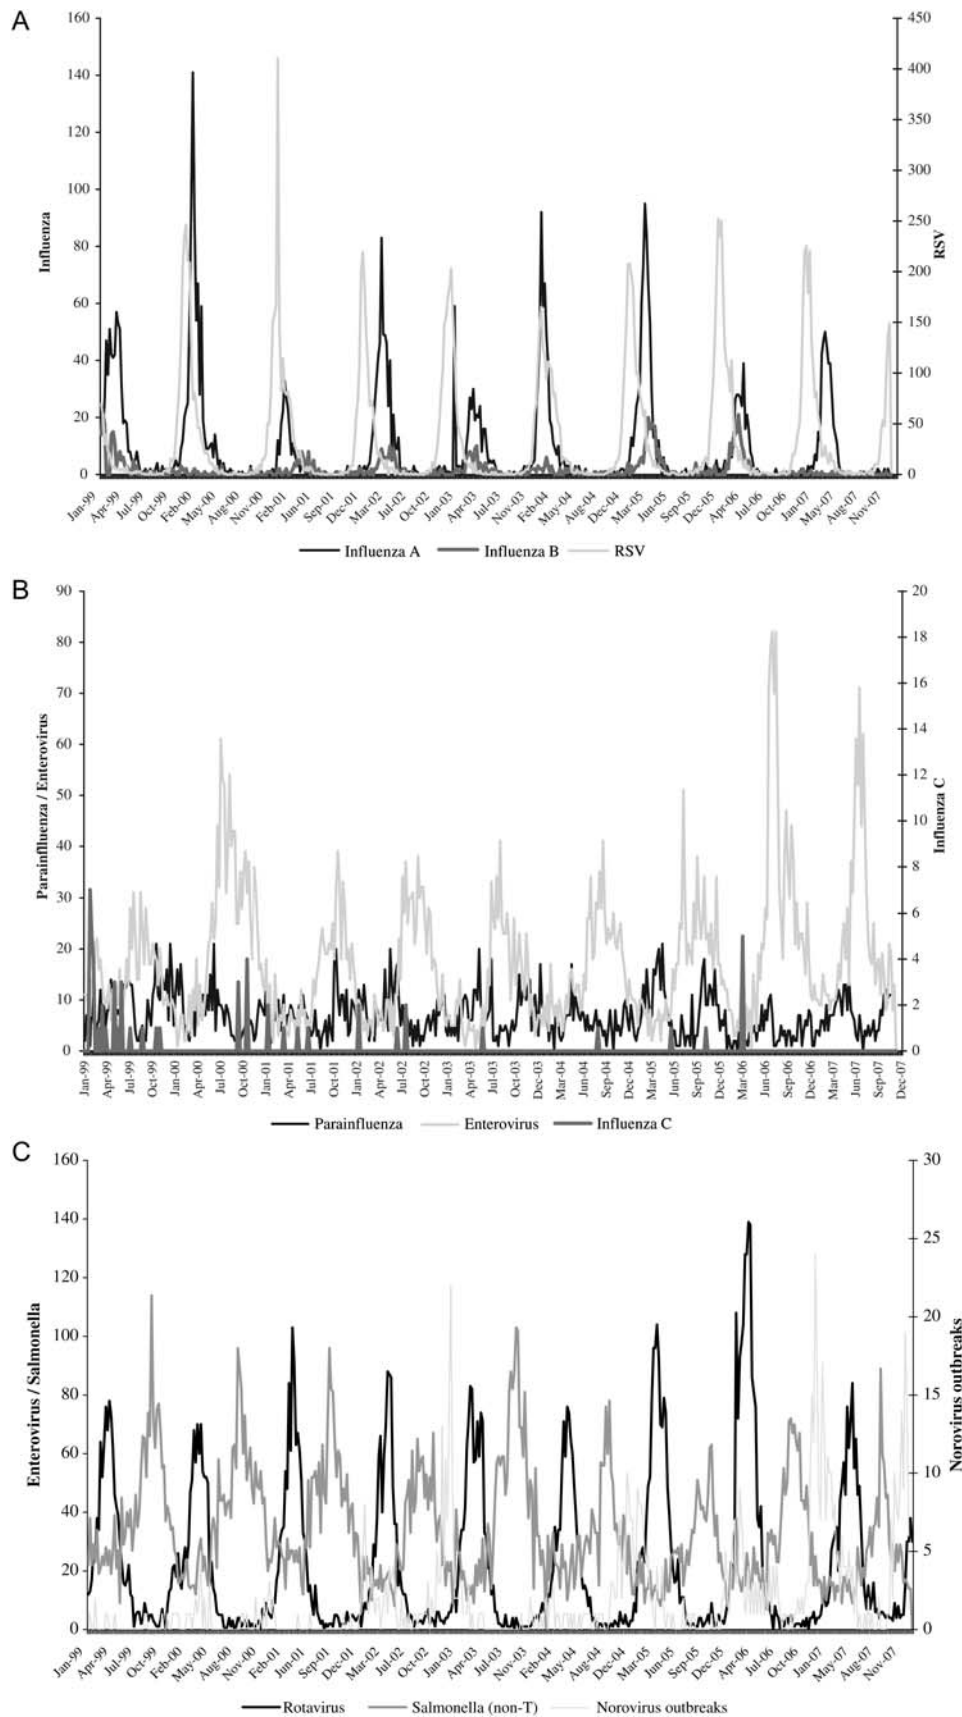 A
160 450
140 400
120 350
100 300
80 250
60 200
40 150
20 100
0 50
0
Influenza
RSV
Jan-99 Apr-99 Jul-99 Oct-99 Feb-00 May-00 Aug-00 Nov-00 Feb-01 Jun-01 Sep-01 Dec-01 Mar-02 Jul-02 Oct-02 Jan-03 Apr-03 Jul-03 Nov-03 Feb-04 May-04 Aug-04 Dec-04 Mar-05 Jun-05 Sep-05 Dec-05 Apr-06 Jul-06 Oct-06 Jan-07 May-07 Aug-07 Nov-07
Influenza A Influenza B RSV
B
90 20
80 18
70 16
60 14
50 12
40 10
30 8
20 6
10 4
0 2
0
Parainflluenza / Enterovirus
Influenza C
Jan-99 Apr-99 Jul-99 Oct-99 Jan-00 Apr-00 Jul-00 Oct-00 Jan-01 Apr-01 Jul-01 Oct-01 Jan-02 Apr-02 Jul-02 Oct-02 Jan-03 Apr-03 Jul-03 Oct-03 Dec-03 Mar-04 Jun-04 Sep-04 Dec-04 Mar-05 Jun-05 Sep-05 Dec-05 Mar-06 Jun-06 Sep-06 Dec-06 Mar-07 Jun-07 Sep-07 Dec-07
Parainfluenza Enterovirus Influenza C
C
160 30
140 25
120 20
100 15
80 10
60 5
40 0
20
0
Enterovirus / Salmonella
Norovirus outbreaks
Jan-99 Apr-99 Jul-99 Oct-99 Feb-00 May-00 Aug-00 Nov-00 Feb-01 Jun-01 Sep-01 Dec-01 Mar-02 Jul-02 Oct-02 Jan-03 Apr-03 Jul-03 Nov-03 Feb-04 May-04 Aug-04 Dec-04 Mar-05 Jun-05 Sep-05 Dec-05 Apr-06 Jul-06 Oct-06 Jan-07 May-07 Aug-07 Nov-07
Rotavirus Salmonella (non-T) Norovirus outbreaks